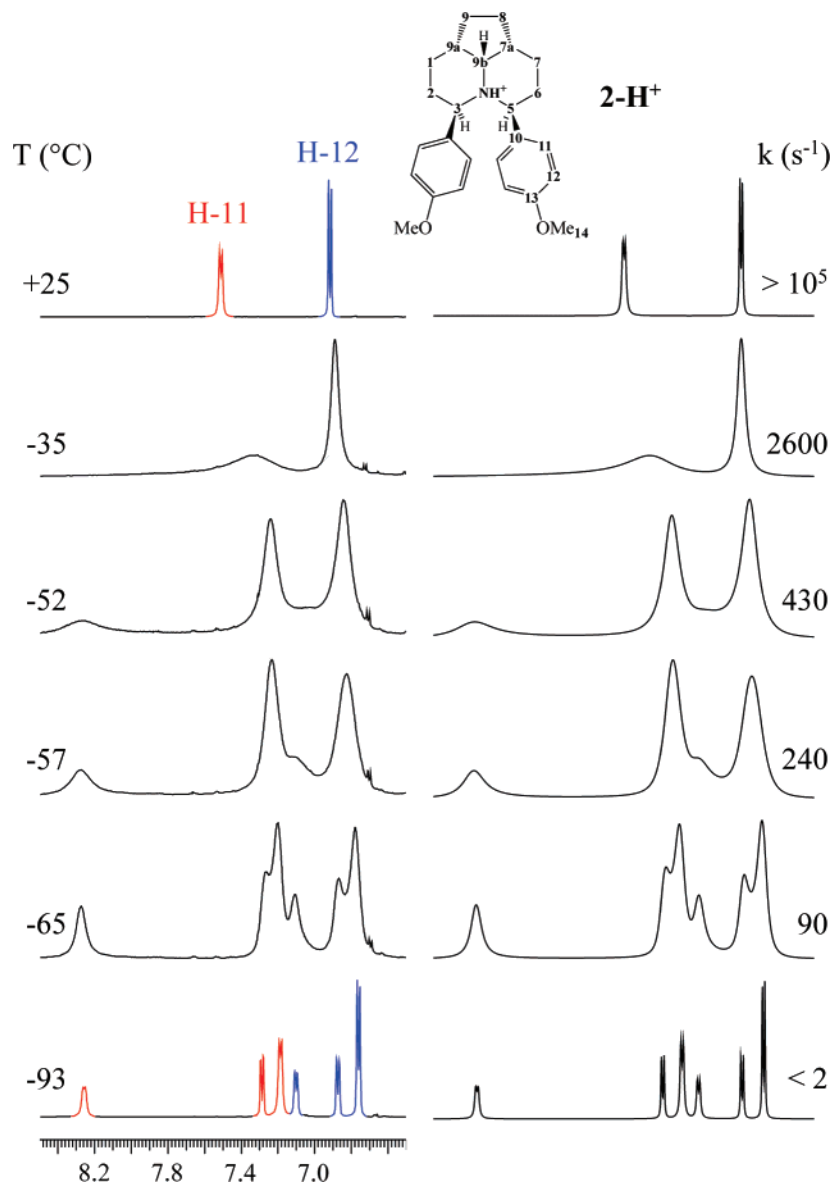 9 8
H
9a 7a
1 9b 7
2 6
NH⁺
2-H⁺
3 5
H H
10 11
12
13
MeO OMe₁₄
T (°C) H-12 k (s⁻¹)
H-11
+25 > 10⁵
-35 2600
-52 430
-57 240
-65 90
-93 < 2
8.2 7.8 7.4 7.0